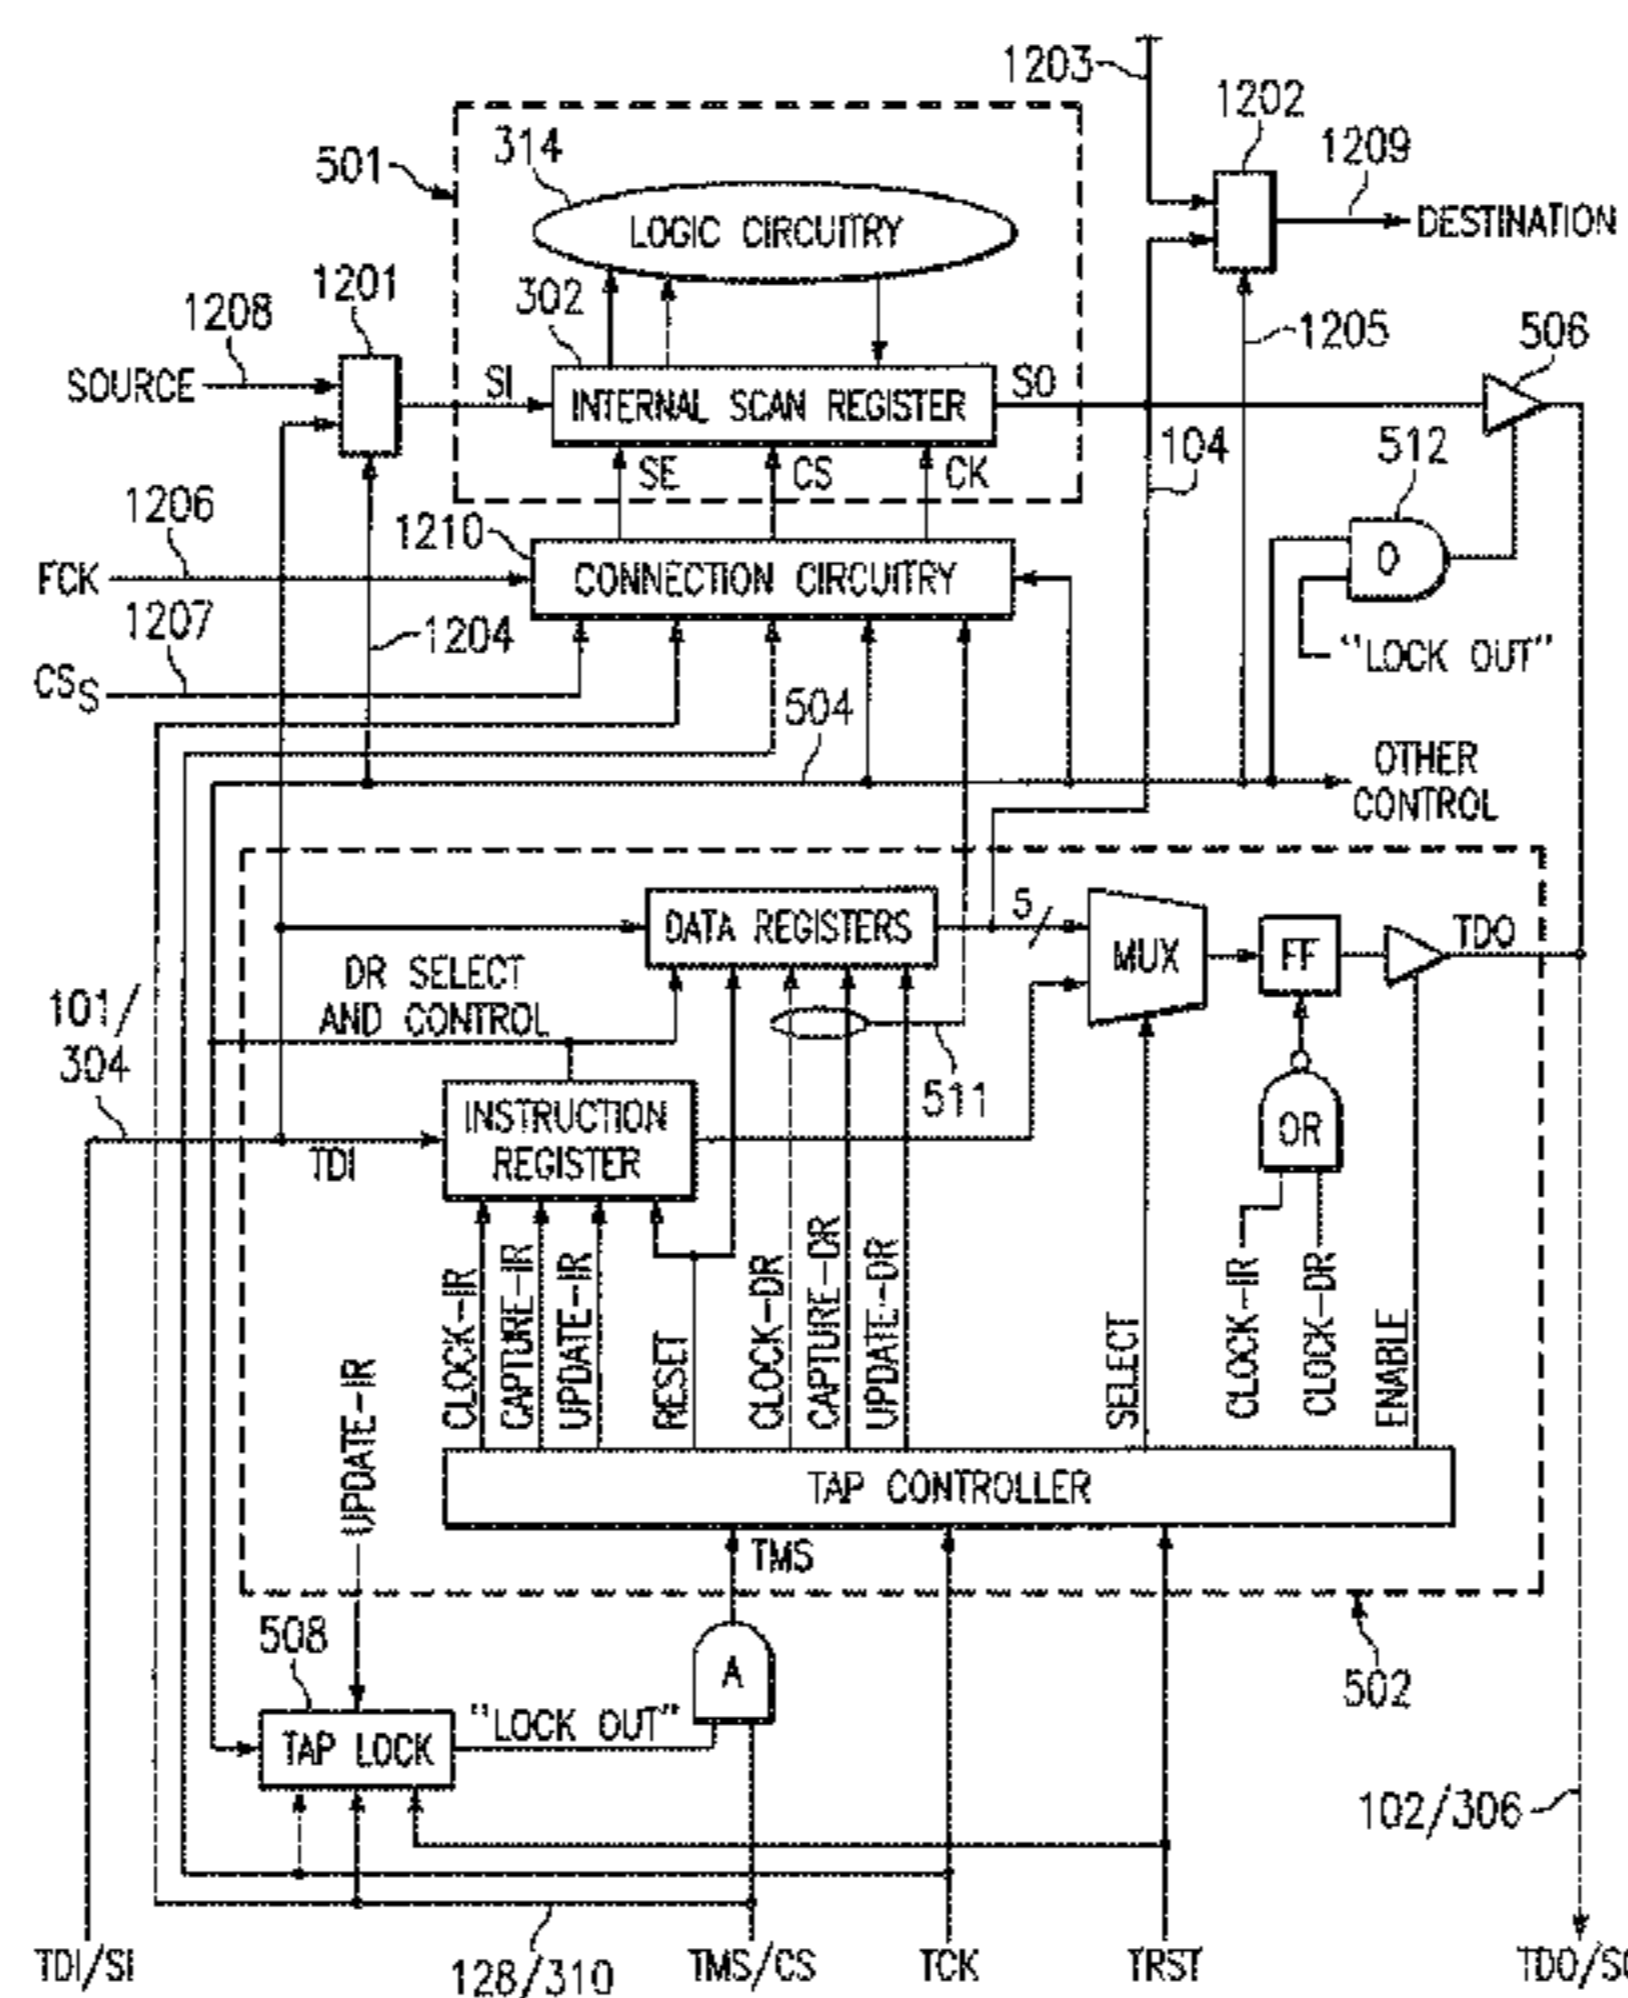 1203
1202
1209
DESTINATION
501
314
LOGIC CIRCUITRY
1201
1208
SOURCE
302
SI
INTERNAL SCAN REGISTER
SO
1205
506
104
512
SE
CS
CK
1206
1210
FCK
CONNECTION CIRCUITRY
O
1207
1204
"LOCK OUT"
CSS
504
OTHER
CONTROL
DATA REGISTERS
5
MUX
FF
TDO
DR SELECT
AND CONTROL
101/
304
511
INSTRUCTION
REGISTER
TDI
OR
CLOCK-IR
CAPTURE-IR
UPDATE-IR
RESET
CLOCK-DR
CAPTURE-DR
UPDATE-DR
SELECT
CLOCK-IR
CLOCK-DR
ENABLE
UPDATE-IR
TAP CONTROLLER
TMS
508
A
502
"LOCK OUT"
TAP LOCK
102/306
TDI/SI
128/310
TMS/CS
TCK
TRST
TDO/SO